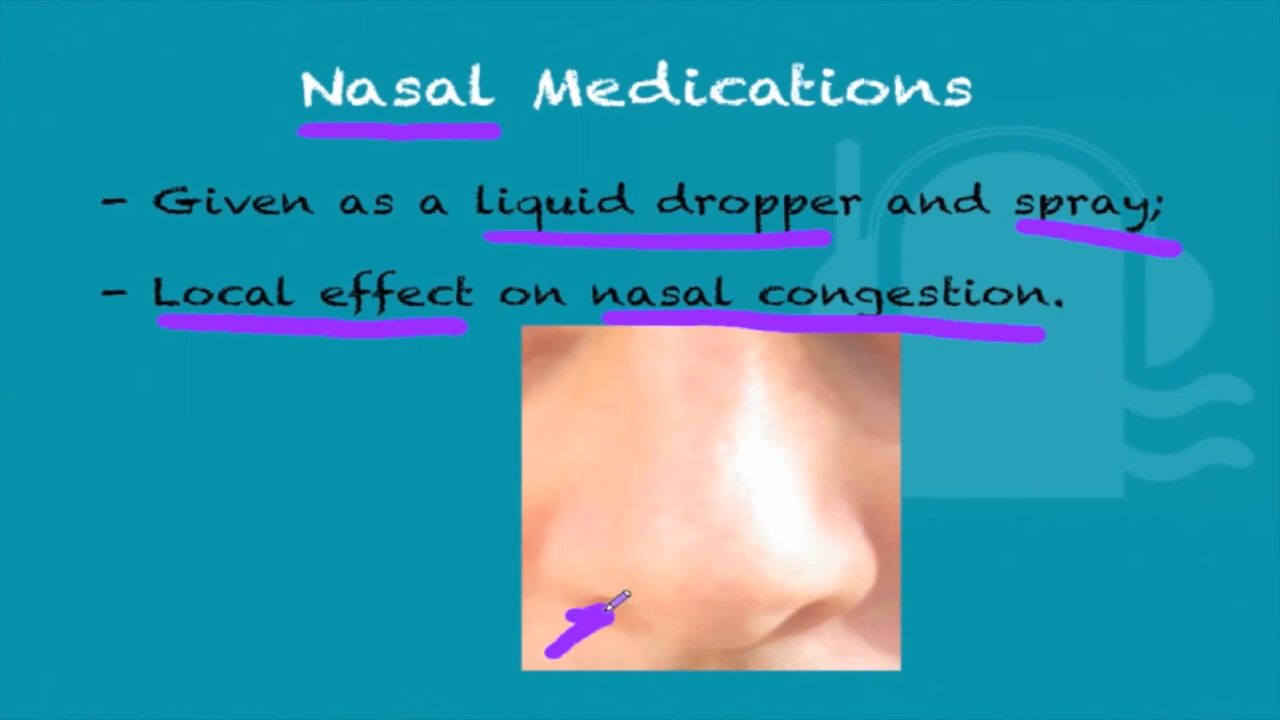 Nasal Medications
- Given as a liquid dropper and spray;
- Local effect on nasal congestion.